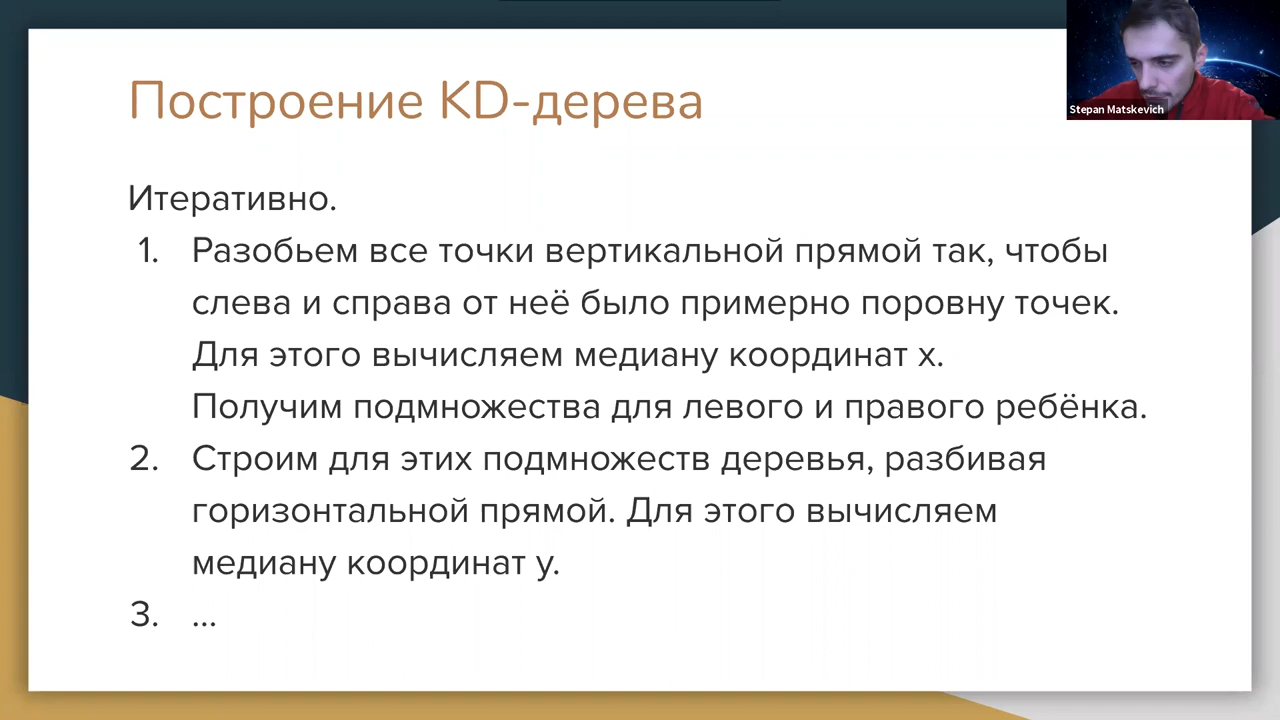 Построение KD-дерева
Stepan Matskevich
Итеративно.
1. Разобьем все точки вертикальной прямой так, чтобы
слева и справа от неё было примерно поровну точек.
Для этого вычисляем медиану координат x.
Получим подмножества для левого и правого ребёнка.
2. Строим для этих подмножеств деревья, разбивая
горизонтальной прямой. Для этого вычисляем
медиану координат y.
3. ...